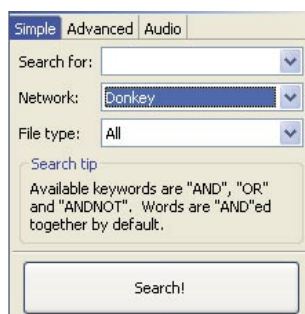 Simple Advanced Audio
Search for:
Network: Donkey
File type: All
Search tip
Available keywords are "AND", "OR"
and "ANDNOT". Words are "AND"ed
together by default.
Search!